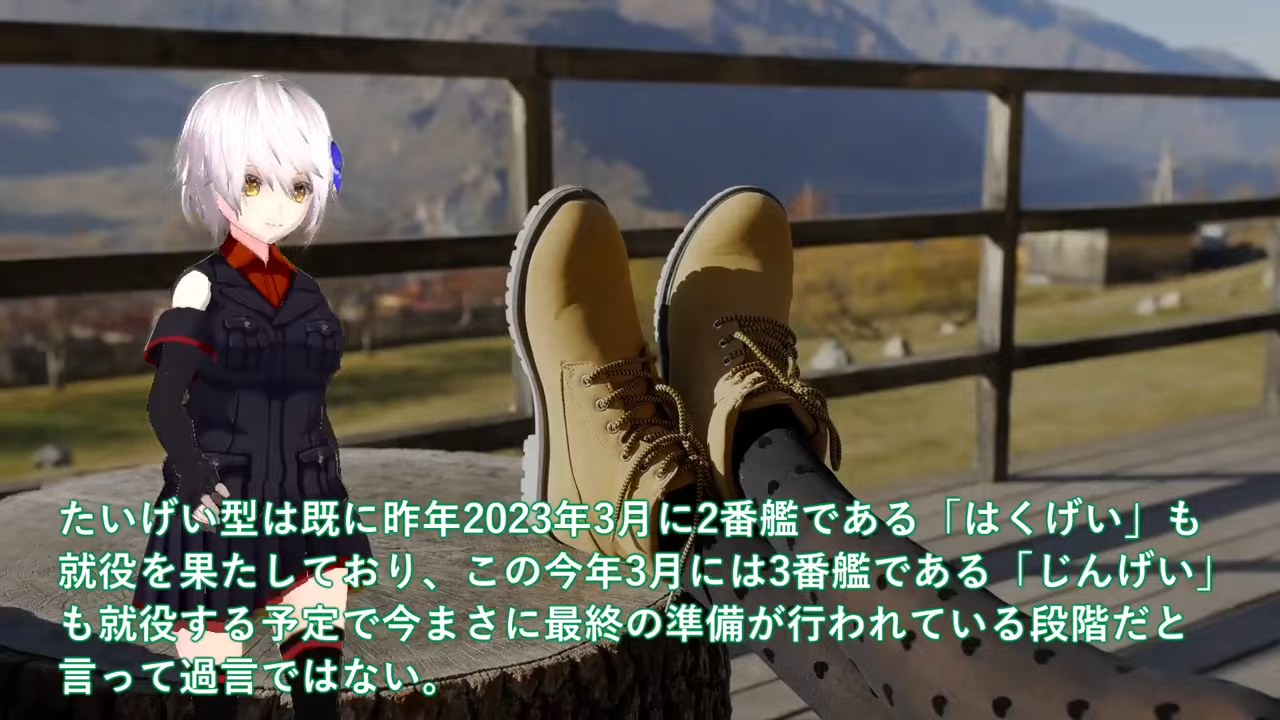 たいげい型は既に昨年2023年3月に2番艦である「はくげい」も
就役を果たしており、この今年3月には3番艦である「じんげい」
も就役する予定で今まさに最終の準備が行われている段階だと
言って過言ではない。